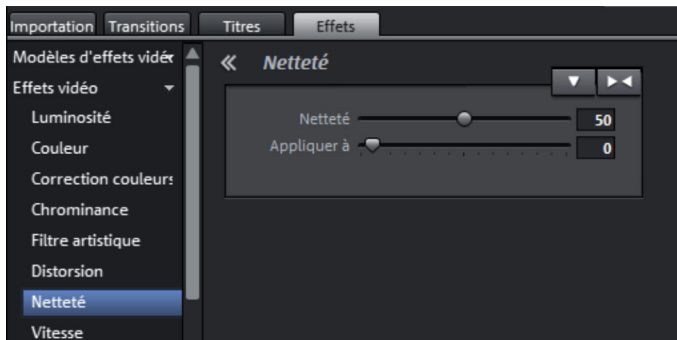 Importation Transitions Titres Effets
Modèles d'effets vidé
Effets vidéo
Luminosité
Couleur
Correction couleurs
Chrominance
Filtre artistique
Distorsion
Netteté
Vitesse
Netteté
Netteté 50
Appliquer à 0